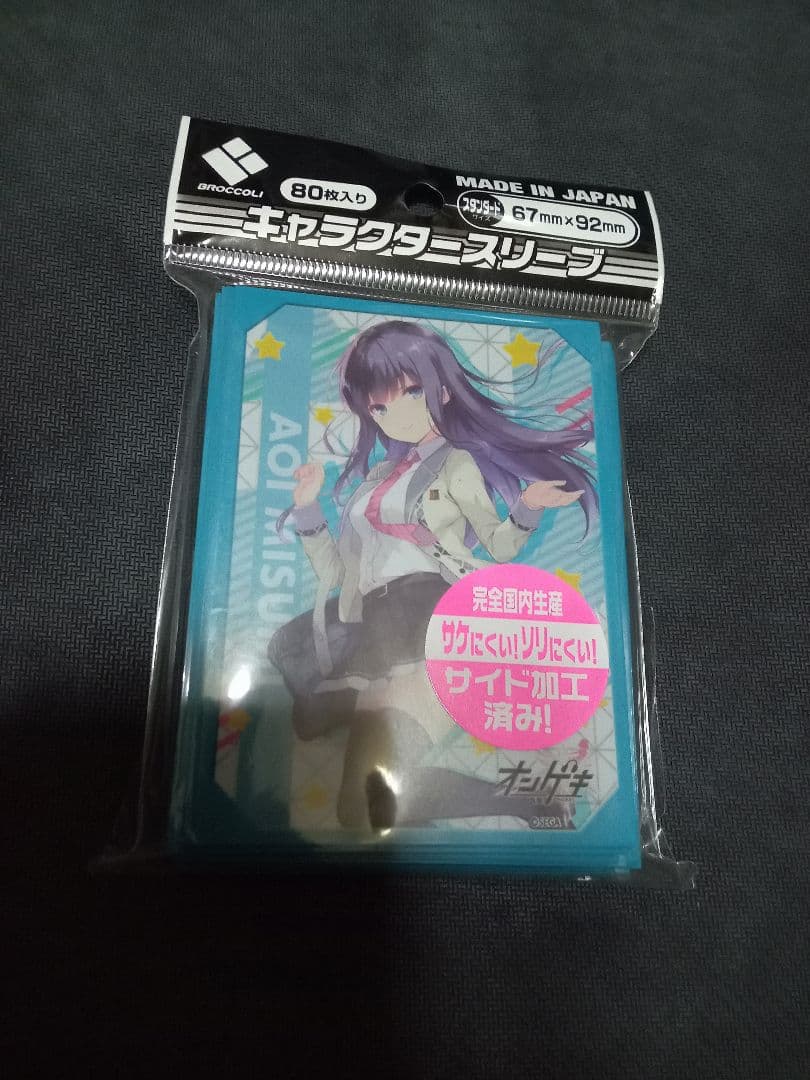 BROCCOLI
80枚入り
MADE IN JAPAN
スタンダード
サイズ
67mm×92mm
キャラクタースリーブ
AOI MISU
完全国内生産
サケにくい!ソリにくい!
サイド加工
済み!
オンゲキ
©SEGA